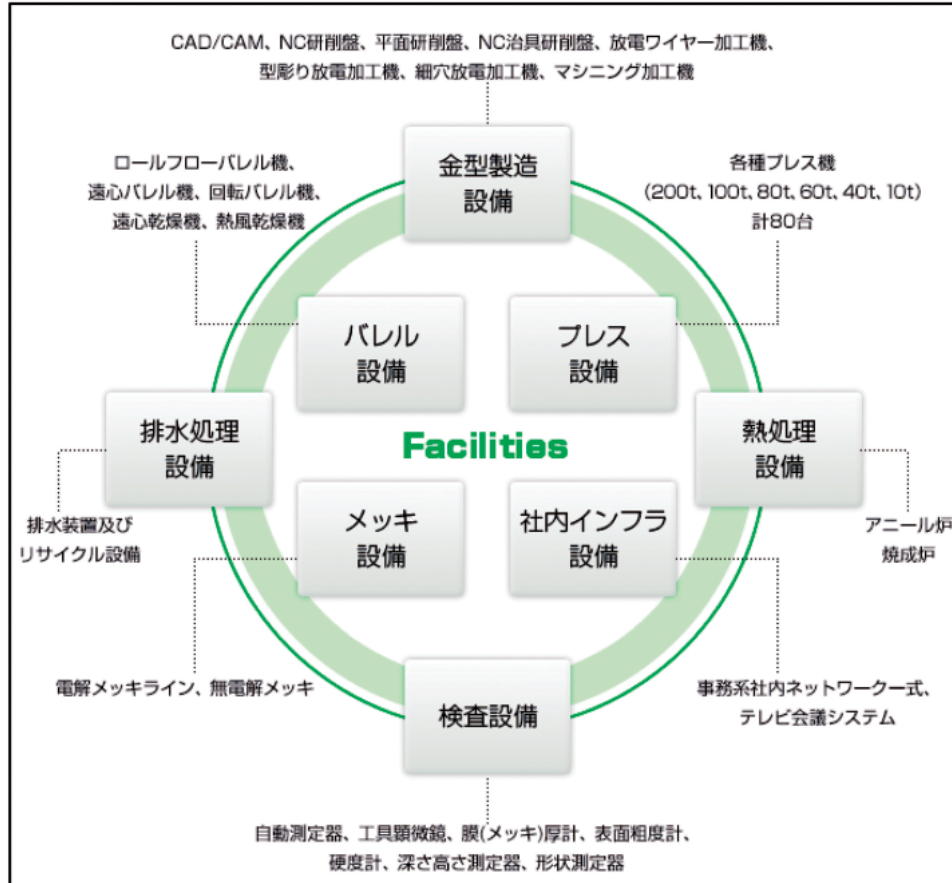 CAD/CAM、NC研削盤、平面研削盤、NC治具研削盤、放電ワイヤー加工機、
型彫り放電加工機、細穴放電加工機、マシニング加工機
金型製造
設備
ロールフローバレル機、
遠心バレル機、回転バレル機、
遠心乾燥機、熱風乾燥機
各種プレス機
(200t、100t、80t、60t、40t、10t)
計80台
バレル
設備
プレス
設備
排水処理
設備
Facilities
熱処理
設備
排水装置及び
リサイクル設備
メッキ
設備
社内インフラ
設備
アニール炉
焼成炉
電解メッキライン、無電解メッキ
検査設備
事務系社内ネットワーク一式、
テレビ会議システム
自動測定器、工具顕微鏡、膜(メッキ)厚計、表面粗度計、
硬度計、深さ高さ測定器、形状測定器